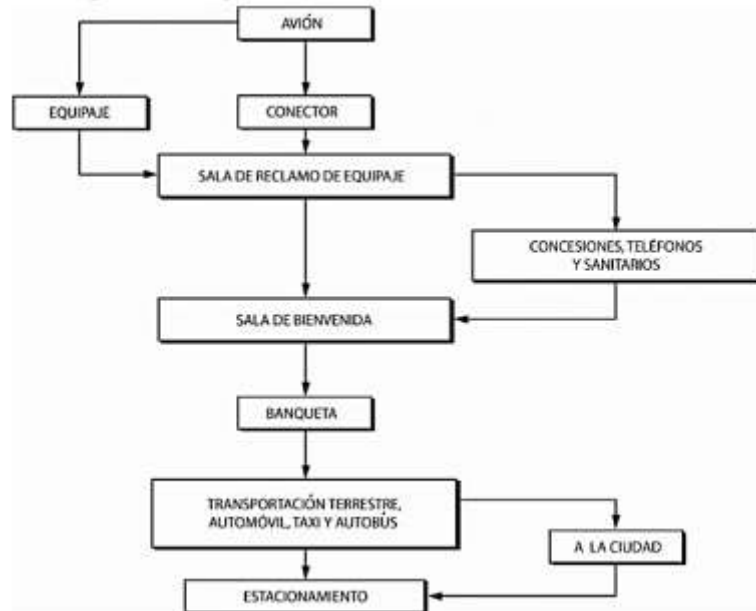 AVIÓN
EQUIPAJE
CONECTOR
SALA DE RECLAMO DE EQUIPAJE
CONCESIONES, TELÉFONOS
Y SANITARIOS
SALA DE BIENVENIDA
BANQUETA
TRANSPORTACIÓN TERRESTRE,
AUTOMÓVIL, TAXI Y AUTOBÚS
A LA CIUDAD
ESTACIONAMIENTO